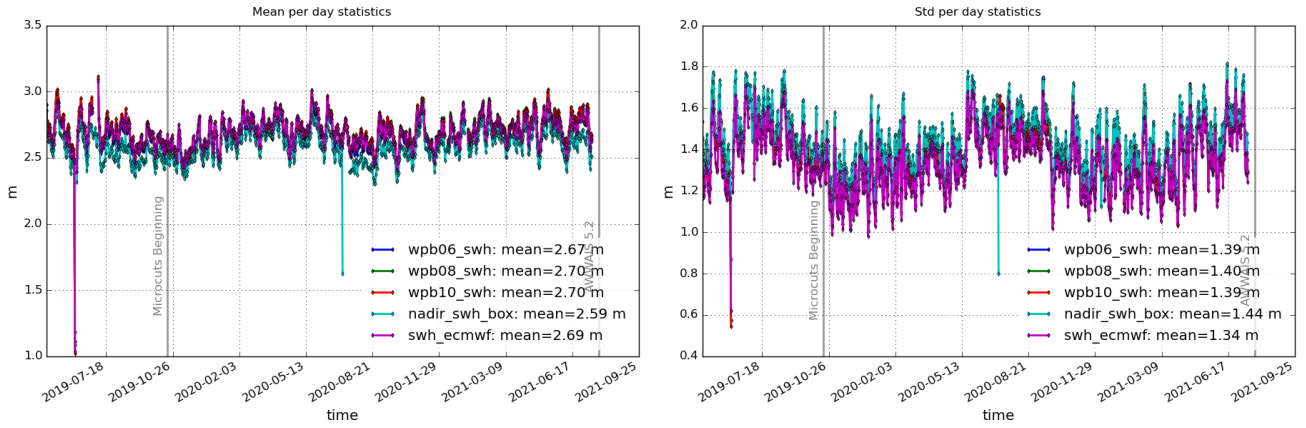 Mean per day statistics
m
3.5
3.0
2.5
2.0
1.5
1.0
Microcuts Beginning
AWWAIS 5.2
wpb06_swh: mean=2.67 m
wpb08_swh: mean=2.70 m
wpb10_swh: mean=2.70 m
nadir_swh_box: mean=2.59 m
swh_ecmwf: mean=2.69 m
2019-07-18
2019-10-26
2020-02-03
2020-05-13
2020-08-21
2020-11-29
2021-03-09
2021-06-17
2021-09-25
time
Std per day statistics
m
2.0
1.8
1.6
1.4
1.2
1.0
0.8
0.6
0.4
Microcuts Beginning
AWWAIS 5.2
wpb06_swh: mean=1.39 m
wpb08_swh: mean=1.40 m
wpb10_swh: mean=1.39 m
nadir_swh_box: mean=1.44 m
swh_ecmwf: mean=1.34 m
2019-07-18
2019-10-26
2020-02-03
2020-05-13
2020-08-21
2020-11-29
2021-03-09
2021-06-17
2021-09-25
time